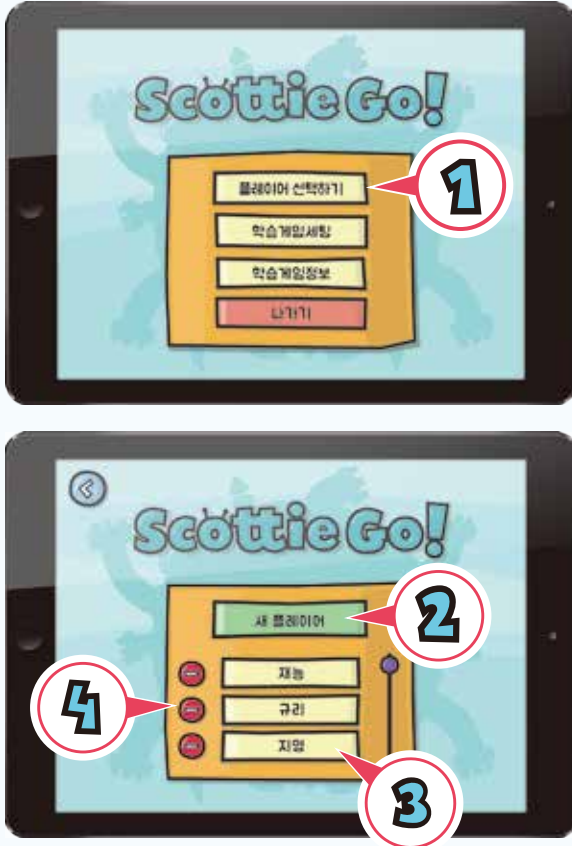 Scottie Go!
플레이어 선택하기
1
학습게임세팅
학습게임정보
나가기
Scottie Go!
새 플레이어
2
재능
4
규리
지영
3